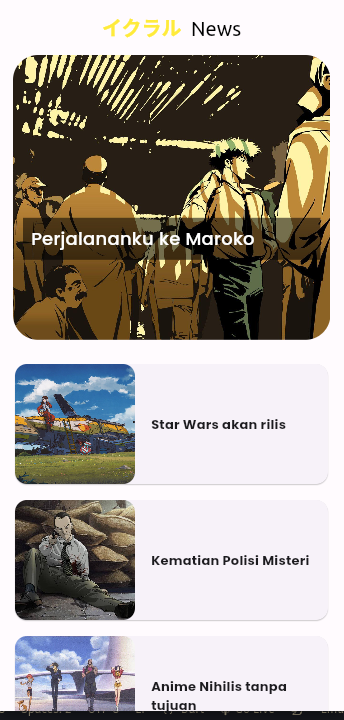 イクラル News
Perjalananku ke Maroko
Star Wars akan rilis
Kematian Polisi Misteri
Anime Nihilis tanpa
tujuan